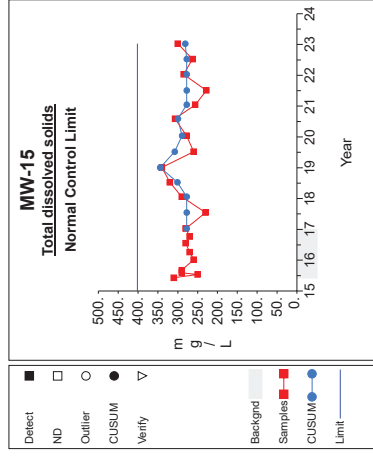 MW-15
Total dissolved solids
Normal Control Limit
500.
450.
400.
350.
300.
250.
200.
150.
100.
50.
0.
m
g /
L
15
16
17
18
19
20
21
22
23
24
Year
Detect
ND
Outlier
CUSUM
Verify
Backgnd
Samples
CUSUM
Limit